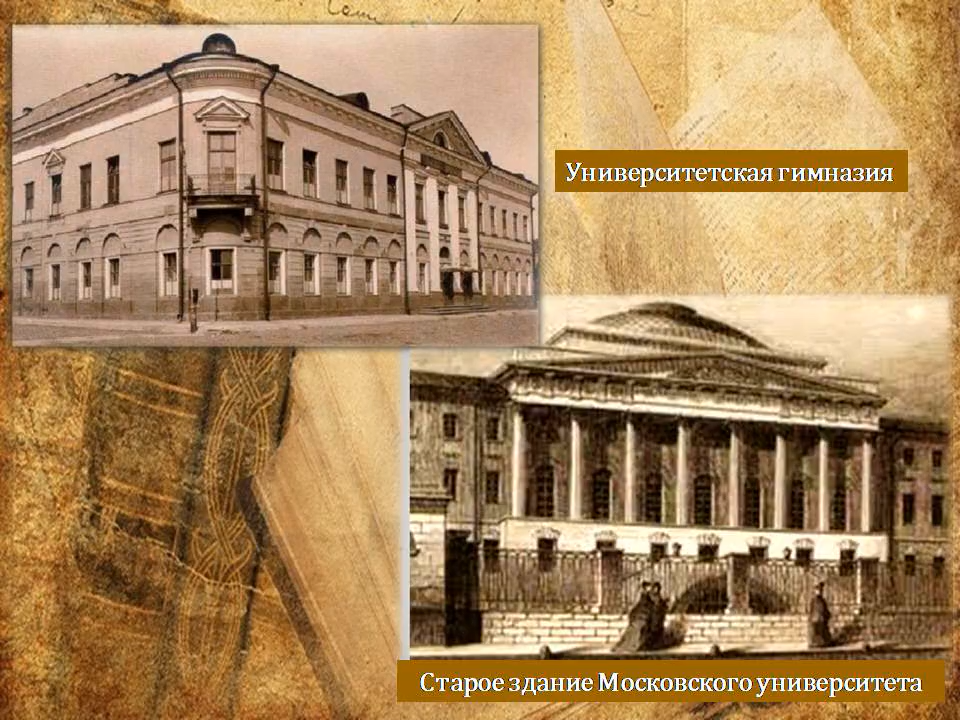 Университетская гимназия
Старое здание Московского университета